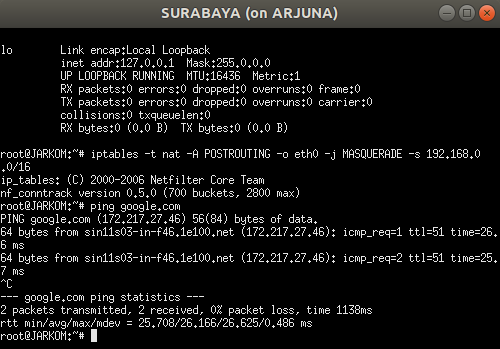 SURABAYA (on ARJUNA)
lo        Link encap:Local Loopback
          inet addr:127.0.0.1  Mask:255.0.0.0
          UP LOOPBACK RUNNING  MTU:16436  Metric:1
          RX packets:0 errors:0 dropped:0 overruns:0 frame:0
          TX packets:0 errors:0 dropped:0 overruns:0 carrier:0
          collisions:0 txqueuelen:0
          RX bytes:0 (0.0 B)  TX bytes:0 (0.0 B)
root@JARKOM:~# iptables -t nat -A POSTROUTING -o eth0 -j MASQUERADE -s 192.168.0
.0/16
ip_tables: (C) 2000-2006 Netfilter Core Team
nf_conntrack version 0.5.0 (700 buckets, 2800 max)
root@JARKOM:~# ping google.com
PING google.com (172.217.27.46) 56(84) bytes of data.
64 bytes from sin11s03-in-f46.1e100.net (172.217.27.46): icmp_req=1 ttl=51 time=26.
6 ms
64 bytes from sin11s03-in-f46.1e100.net (172.217.27.46): icmp_req=2 ttl=51 time=25.
7 ms
^C
--- google.com ping statistics ---
2 packets transmitted, 2 received, 0% packet loss, time 1138ms
rtt min/avg/max/mdev = 25.708/26.166/26.625/0.486 ms
root@JARKOM:~#